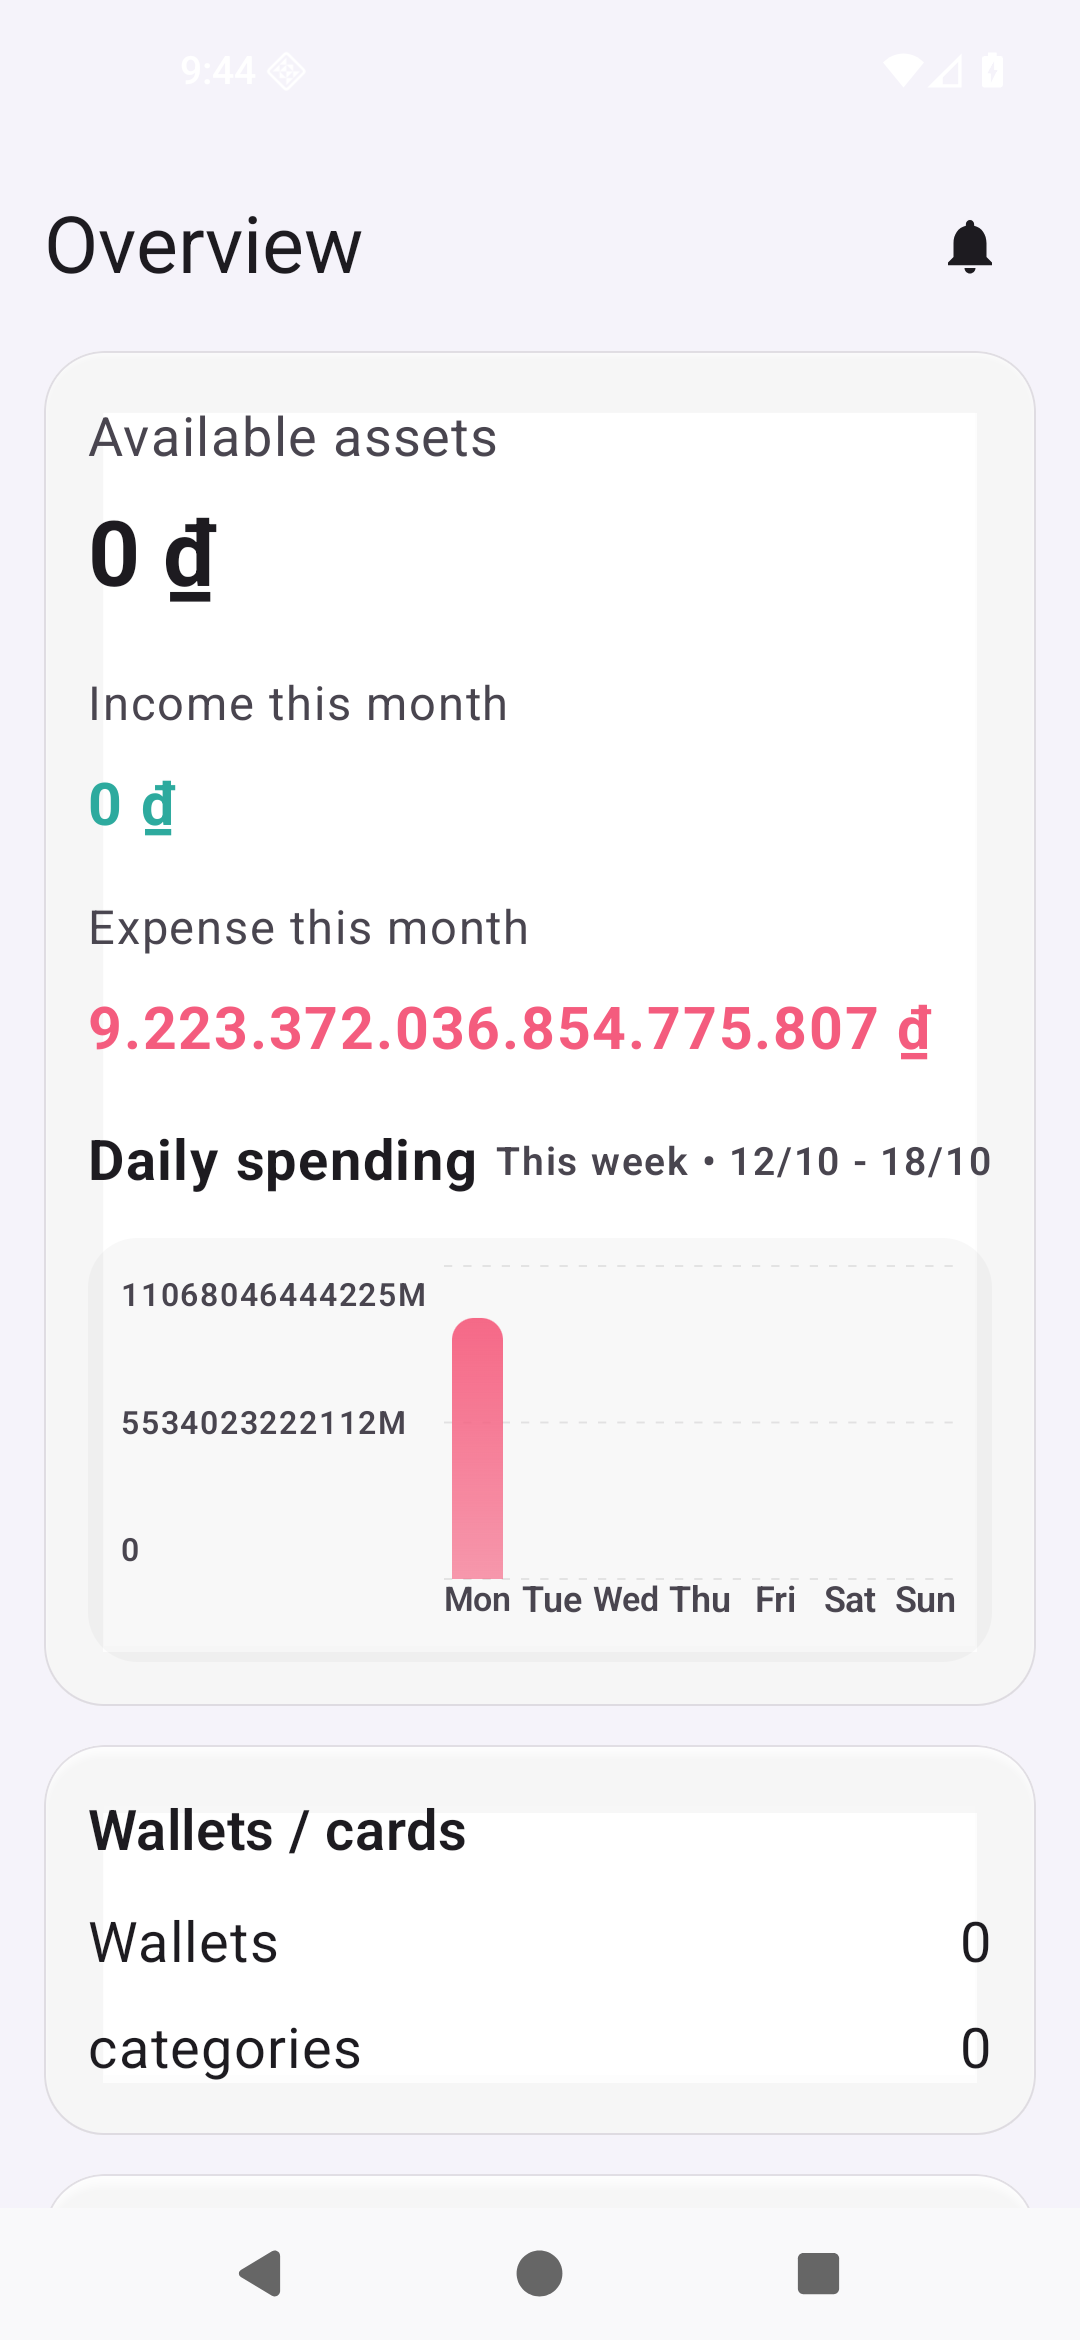 9:44
Overview
Available assets
0 ₫
Income this month
0 ₫
Expense this month
9.223.372.036.854.775.807 ₫
Daily spending This week • 12/10 - 18/10
11068046444225M
5534023222112M
0
Mon Tue Wed Thu Fri Sat Sun
Wallets / cards
Wallets 0
categories 0